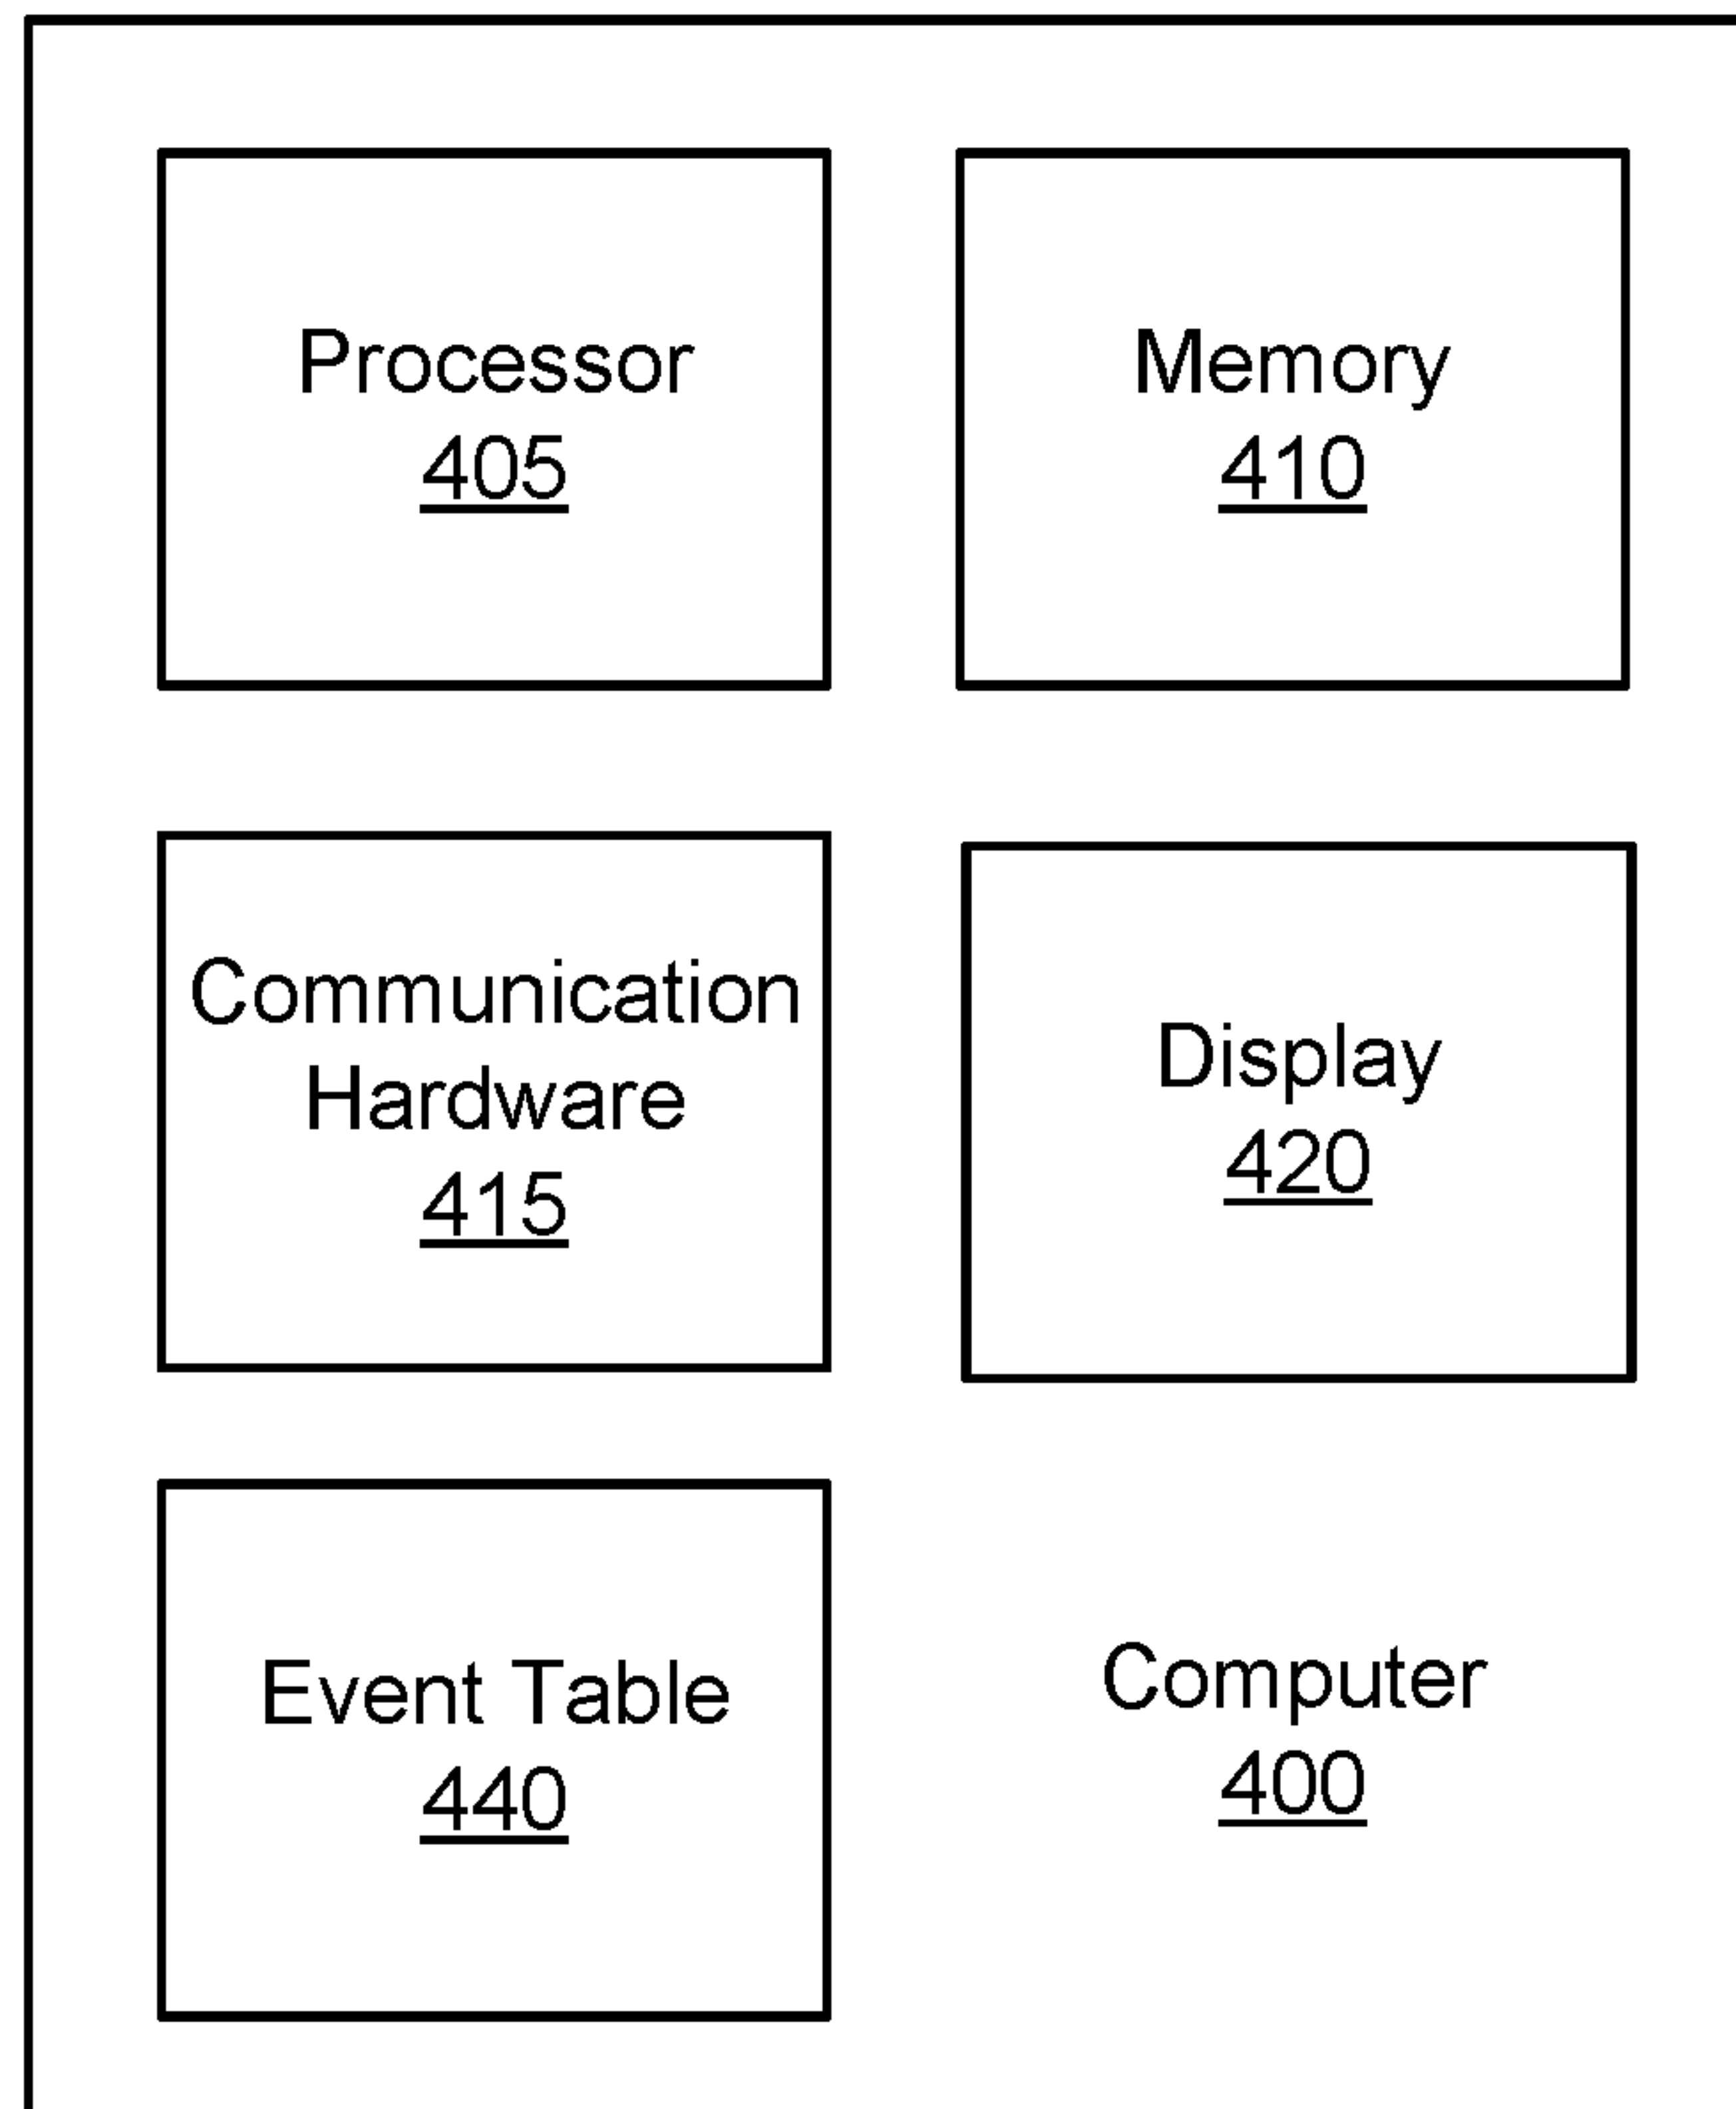 Processor
405
Memory
410
Communication
Hardware
415
Display
420
Event Table
440
Computer
400